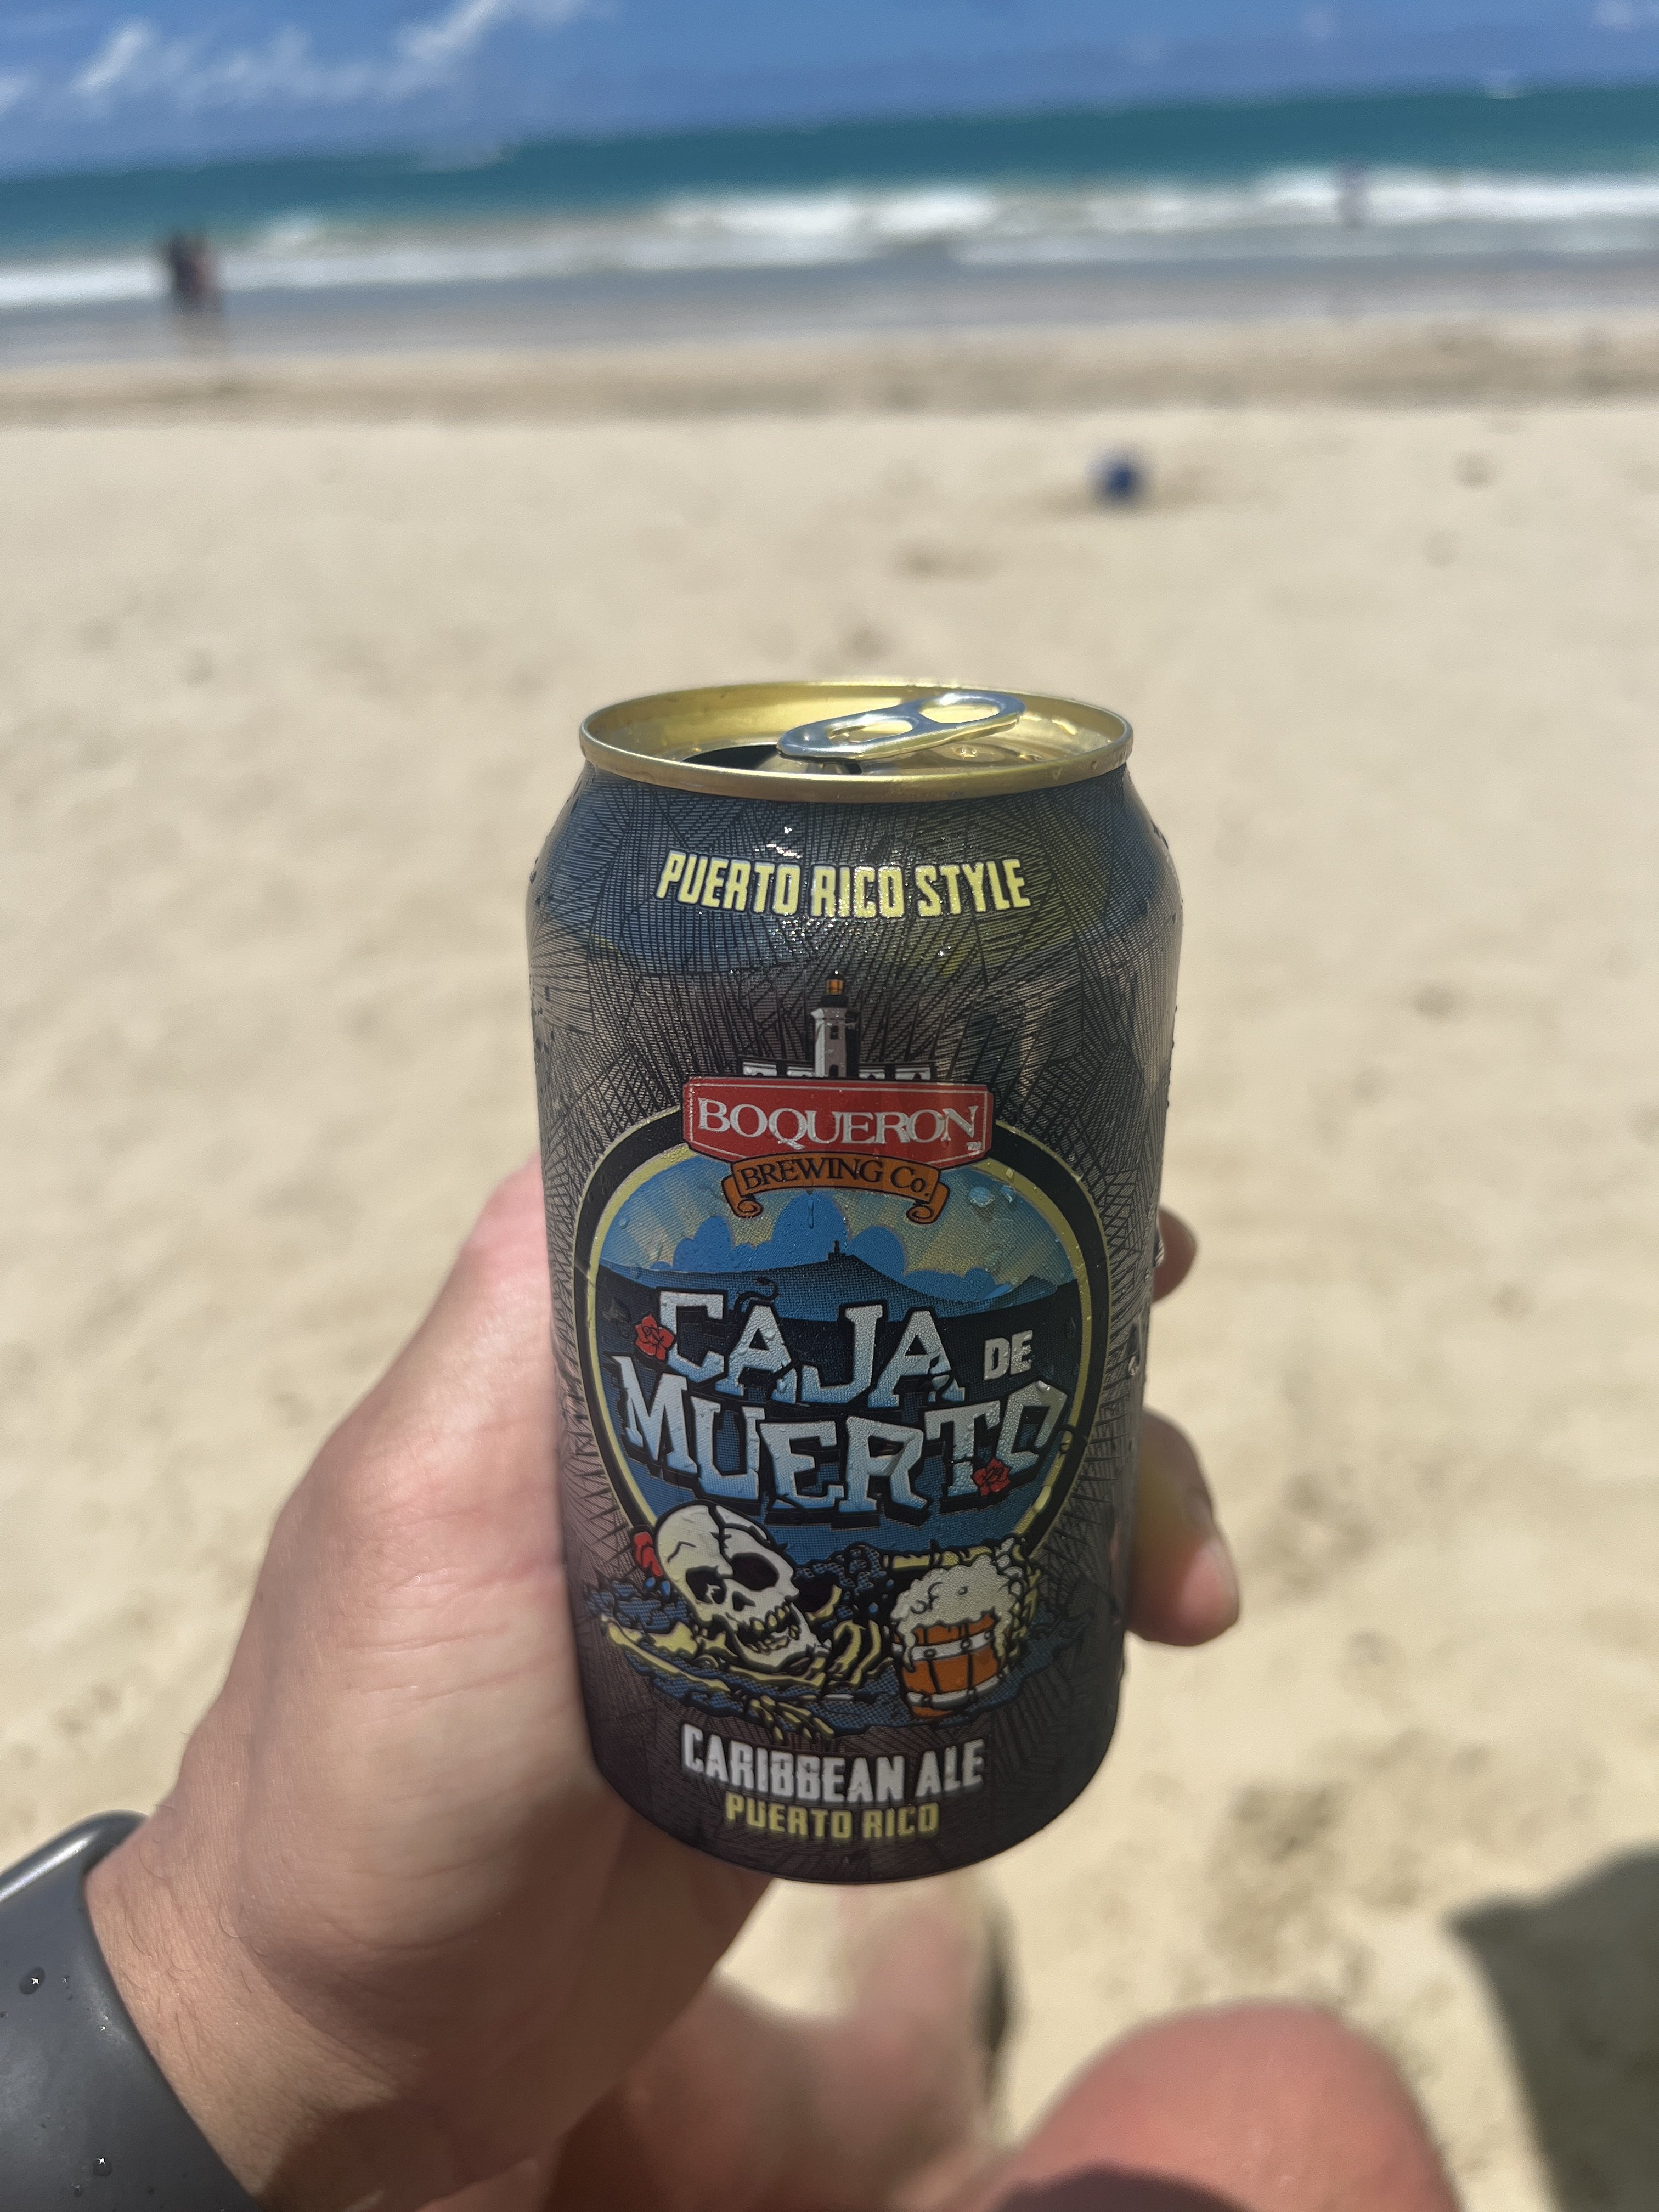 PUERTO RICO STYLE
BOQUERON
BREWING Co.
CAJA DE
MUERTO
CARIBBEAN ALE
PUERTO RICO